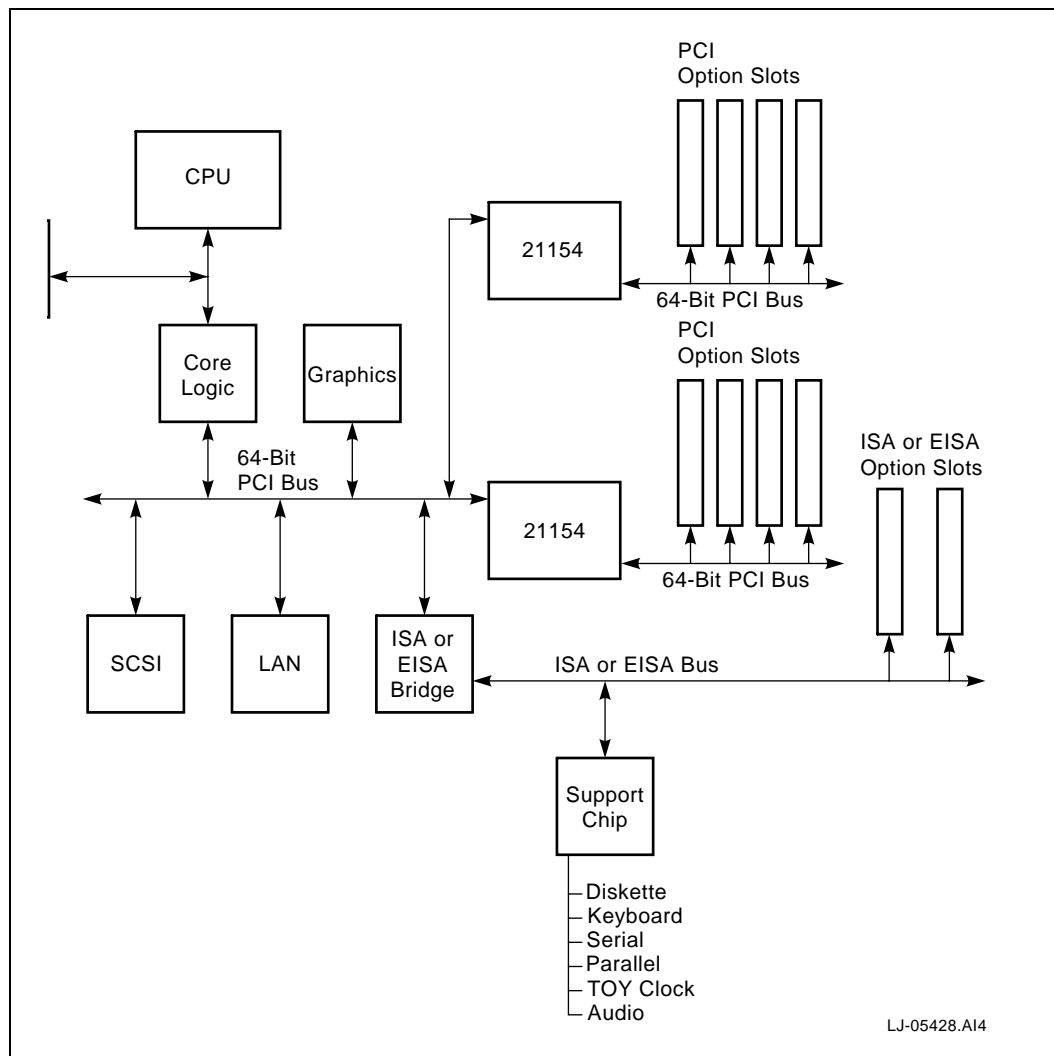 PCI
Option Slots
CPU
21154
64-Bit PCI Bus
PCI
Option Slots
Core
Logic
Graphics
ISA or EISA
Option Slots
64-Bit
PCI Bus
21154
64-Bit PCI Bus
SCSI
LAN
ISA or
EISA
Bridge
ISA or EISA Bus
Support
Chip
Diskette
Keyboard
Serial
Parallel
TOY Clock
Audio
LJ-05428.AI4